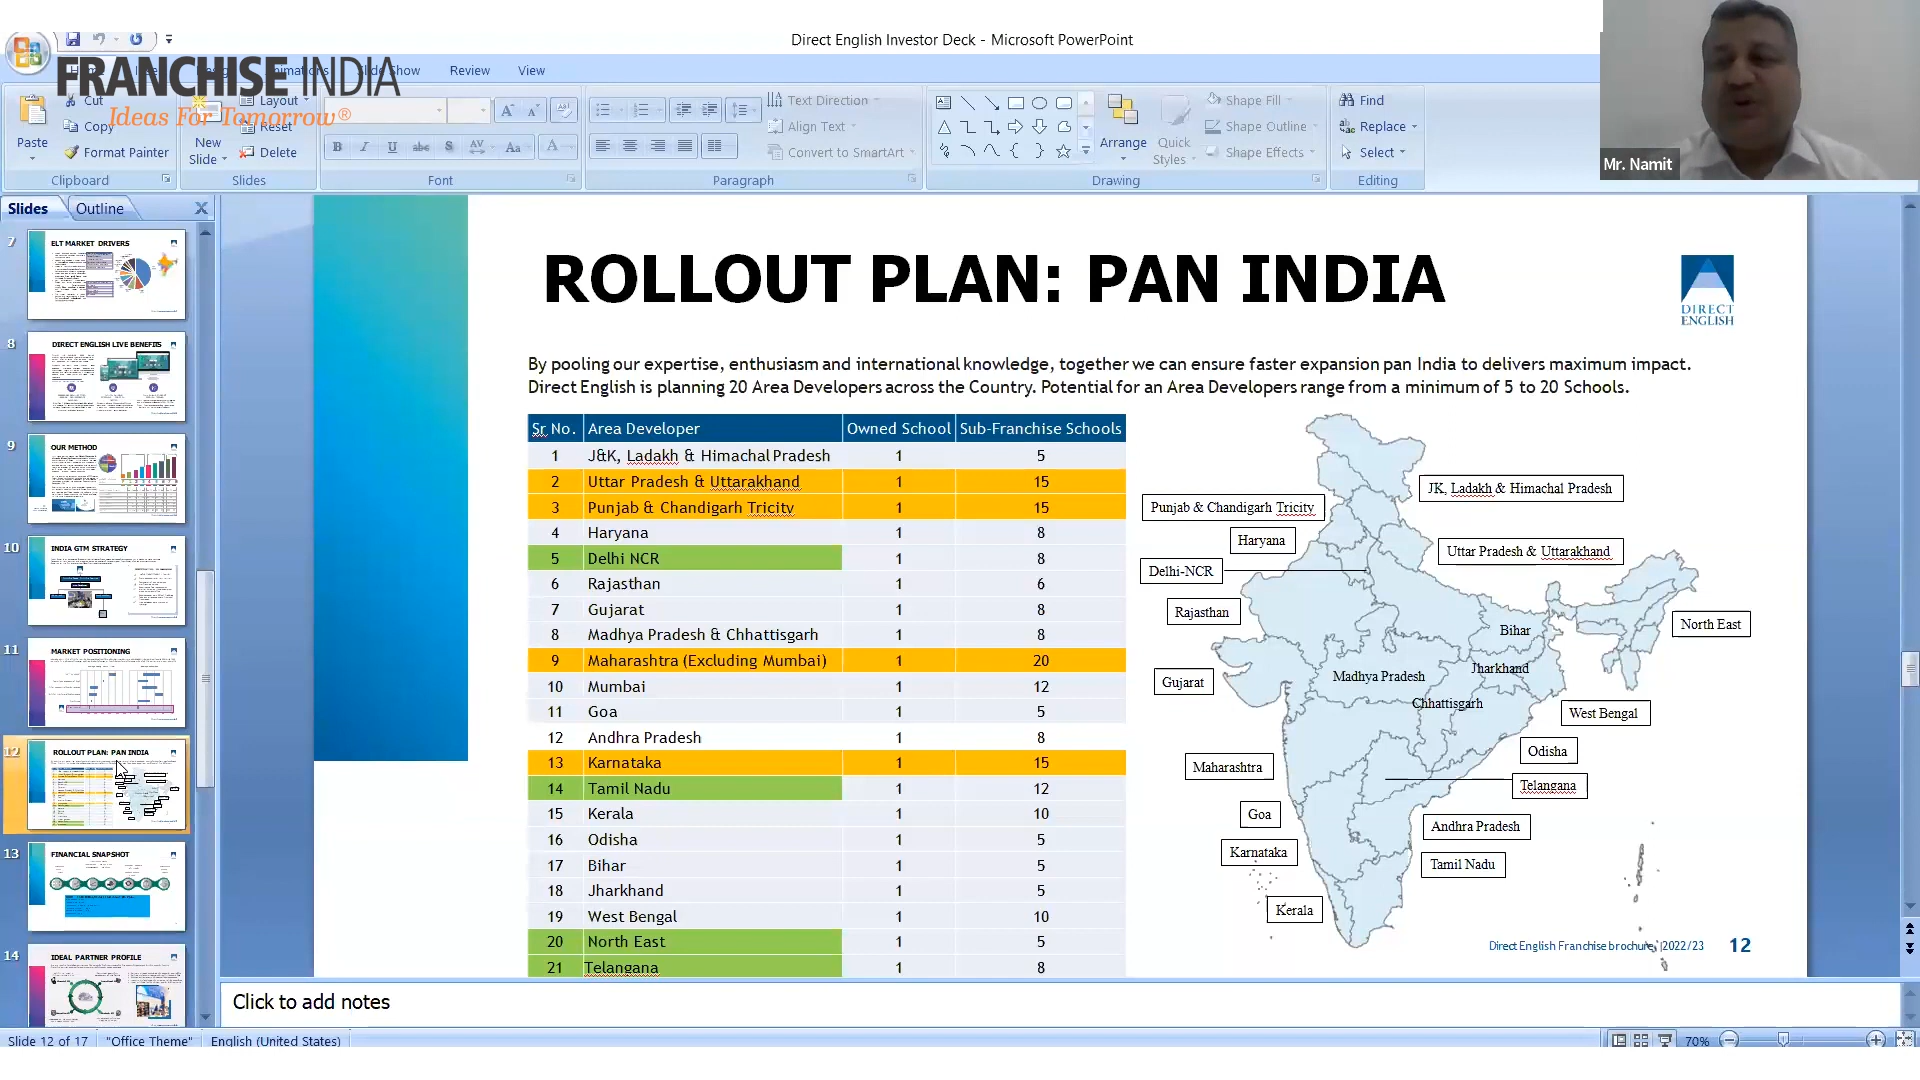 Direct English Investor Deck - Microsoft PowerPoint
FRANCHISE INDIA
Ideas For Tomorrow®
Animations
Slide Show
Review
View
Paste
Cut
Copy
Format Painter
Clipboard
New
Slide
Layout
Reset
Delete
Slides
Font
Text Direction
Align Text
Convert to SmartArt
Paragraph
Arrange
Quick
Styles
Shape Fill
Shape Outline
Shape Effects
Drawing
Find
Replace
Select
Editing
Mr. Namit
Slides
Outline
7
ELT MARKET DRIVERS
8
DIRECT ENGLISH LIVE BENEFITS
9
OUR METHOD
10
INDIA GTM STRATEGY
11
MARKET POSITIONING
12
ROLLOUT PLAN: PAN INDIA
13
FINANCIAL SNAPSHOT
14
IDEAL PARTNER PROFILE
ROLLOUT PLAN: PAN INDIA
DIRECT
ENGLISH
By pooling our expertise, enthusiasm and international knowledge, together we can ensure faster expansion pan India to delivers maximum impact.
Direct English is planning 20 Area Developers across the Country. Potential for an Area Developers range from a minimum of 5 to 20 Schools.
Sr No. Area Developer Owned School Sub-Franchise Schools
1 J&K, Ladakh & Himachal Pradesh 1 5
2 Uttar Pradesh & Uttarakhand 1 15
3 Punjab & Chandigarh Tricity 1 15
4 Haryana 1 8
5 Delhi NCR 1 8
6 Rajasthan 1 6
7 Gujarat 1 8
8 Madhya Pradesh & Chhattisgarh 1 8
9 Maharashtra (Excluding Mumbai) 1 20
10 Mumbai 1 12
11 Goa 1 5
12 Andhra Pradesh 1 8
13 Karnataka 1 15
14 Tamil Nadu 1 12
15 Kerala 1 10
16 Odisha 1 5
17 Bihar 1 5
18 Jharkhand 1 5
19 West Bengal 1 10
20 North East 1 5
21 Telangana 1 8
JK, Ladakh & Himachal Pradesh
Punjab & Chandigarh Tricity
Haryana
Uttar Pradesh & Uttarakhand
Delhi-NCR
Rajasthan
North East
Bihar
Jharkhand
Madhya Pradesh
Gujarat
Chhattisgarh
West Bengal
Odisha
Maharashtra
Telangana
Goa
Andhra Pradesh
Karnataka
Tamil Nadu
Kerala
Direct English Franchise brochure, |2022/23 12
Click to add notes
Slide 12 of 17
"Office Theme"
English (United States)
70%